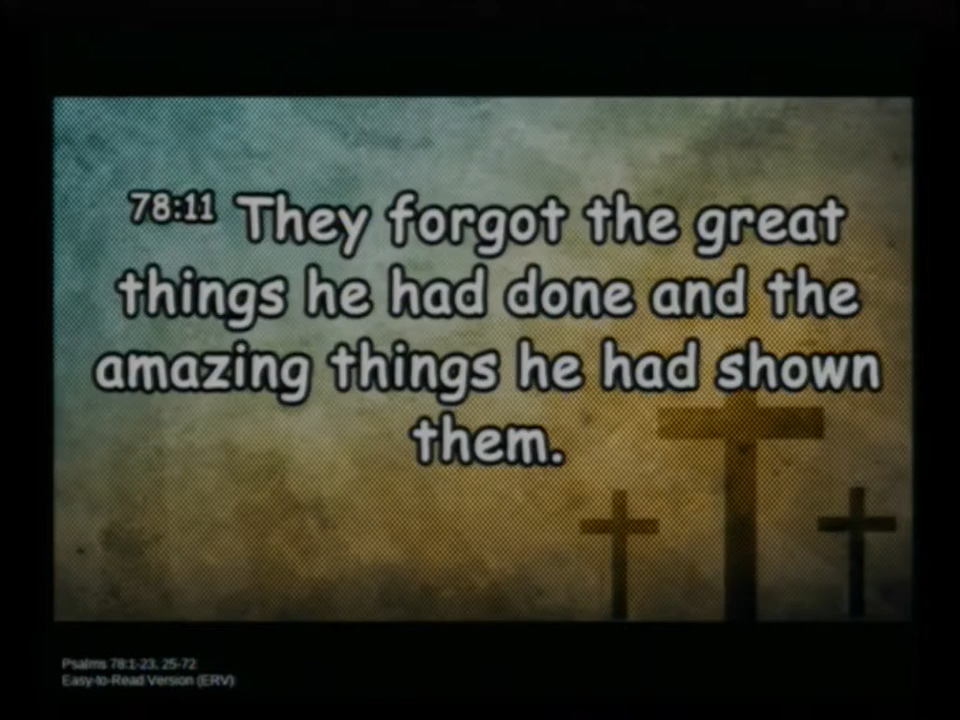 78:11 They forgot the great
things he had done and the
amazing things he had shown
them.
Psalms 78:1-23, 25-72
Easy-to-Read Version (ERV)